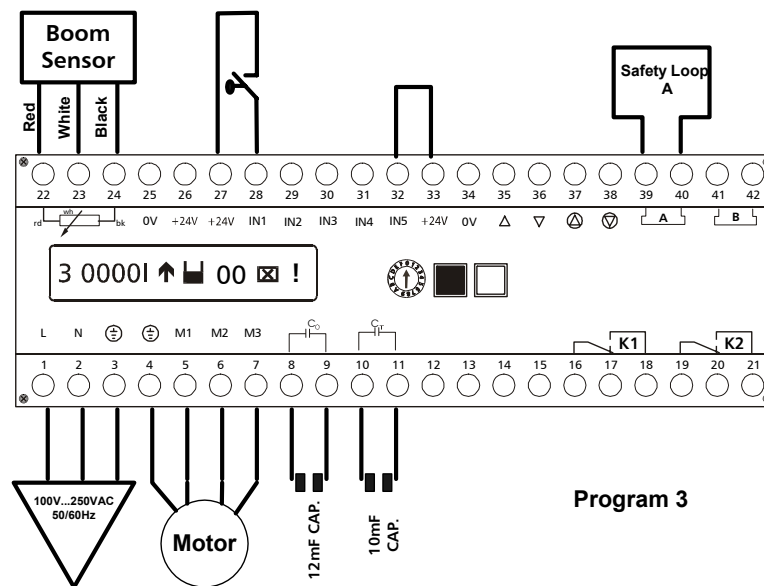 Boom
Sensor
Safety Loop
A
Red
White
Black
22 23 24 25 26 27 28 29 30 31 32 33 34 35 36 37 38 39 40 41 42
rd wh bk 0V +24V +24V IN1 IN2 IN3 IN4 IN5 +24V 0V A B
3 0000I 00 !
L N M1 M2 M3 C0 Cr K1 K2
1 2 3 4 5 6 7 8 9 10 11 12 13 14 15 16 17 18 19 20 21
100V...250VAC
50/60Hz
Motor
12mF CAP.
10mF
CAP.
Program 3